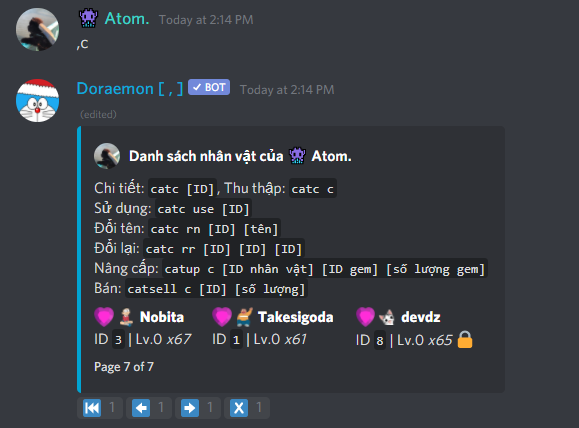 Atom. Today at 2:14 PM
,c
Doraemon [ , ] BOT Today at 2:14 PM
(edited)
Danh sách nhân vật của Atom.
Chi tiết: catc [ID], Thu thập: catc c
Sử dụng: catc use [ID]
Đổi tên: catc rn [ID] [tên]
Đổi lại: catc rr [ID] [ID] [ID]
Nâng cấp: catup c [ID nhân vật] [ID gem] [số lượng gem]
Bán: catsell c [ID] [số lượng]
Nobita Takesigoda devdz
ID 3 | Lv.0 x67 ID 1 | Lv.0 x61 ID 8 | Lv.0 x65
Page 7 of 7
1 1 1 X 1